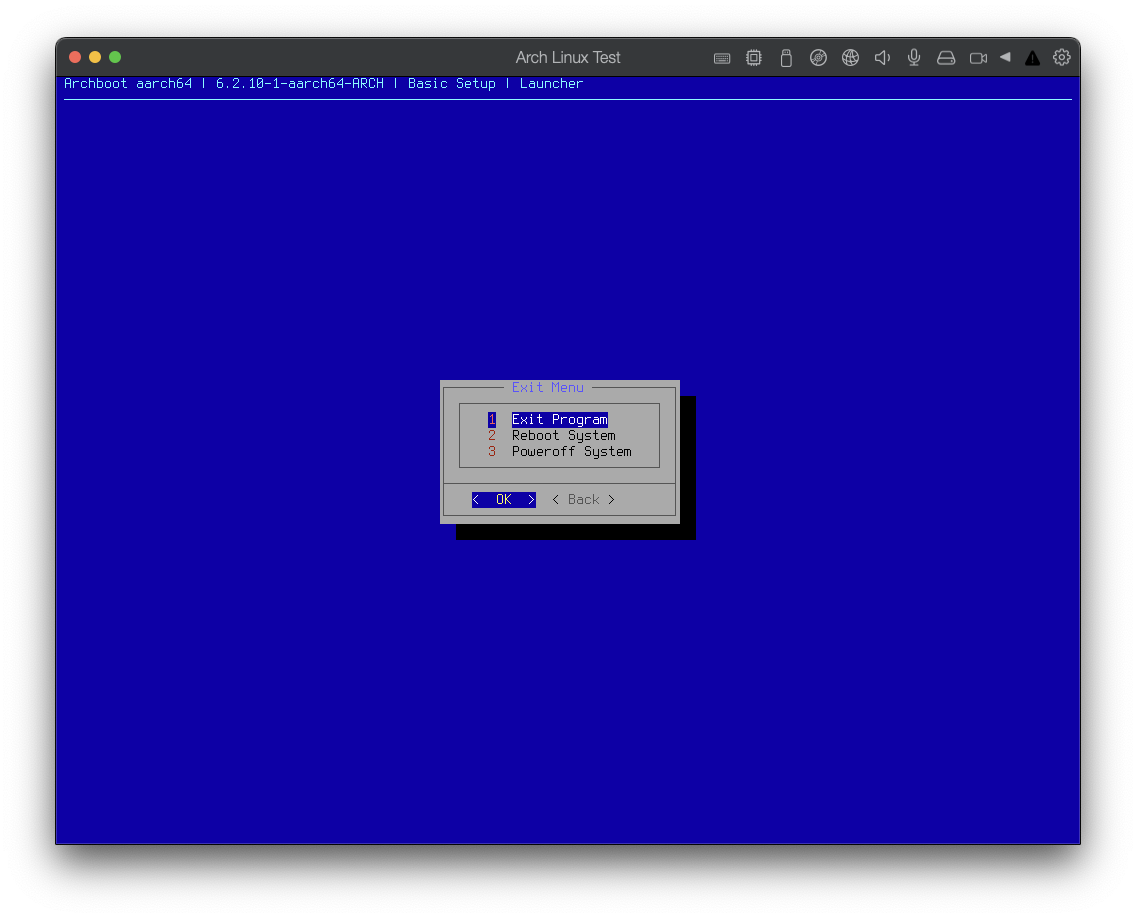 Arch Linux Test
Archboot aarch64 | 6.2.10-1-aarch64-ARCH | Basic Setup | Launcher
Exit Menu
1 Exit Program
2 Reboot System
3 Poweroff System
< OK > < Back >